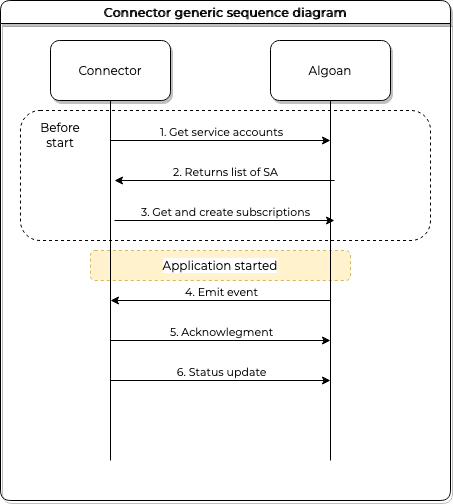 Connector generic sequence diagram
Connector
Algoan
Before
start
1. Get service accounts
2. Returns list of SA
3. Get and create subscriptions
Application started
4. Emit event
5. Acknowlegment
6. Status update